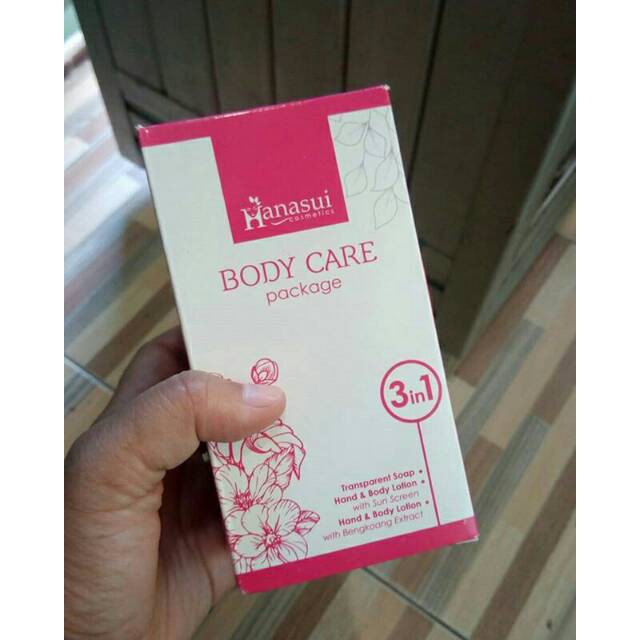 Hanasui
cosmetics
BODY CARE
package
3in1
Transparent Soap •
Hand & Body Lotion •
with Sun Screen
Hand & Body Lotion •
with Bengkoang Extract